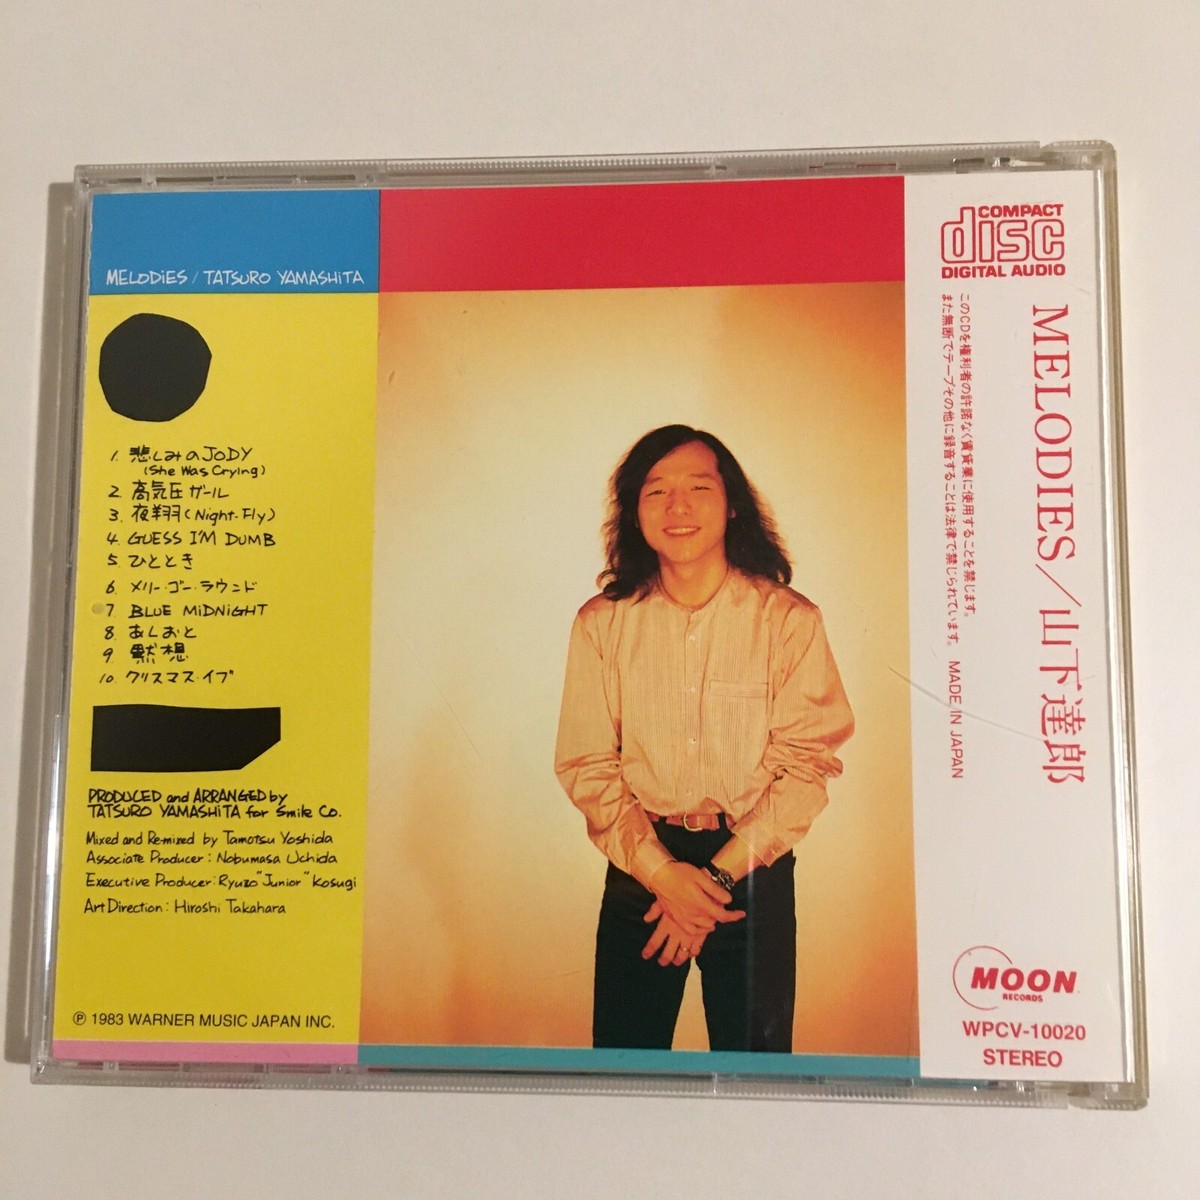 MELODiES / TATSURO YAMASHiTA
1. 悲しみのJODY
(She Was Crying)
2. 高気圧ガール
3. 夜翔(Night-Fly)
4. GUESS I'M DUMB
5. ひととき
6. メリー・ゴー・ラウンド
7. BLUE MiDNiGHT
8. あしおと
9. 黙想
10. クリスマス・イブ
PRODUCED and ARRANGED by
TATSURO YAMASHiTA for Smile Co.
Mixed and Re-mixed by Tamotsu Yoshida
Associate Producer: Nobumasa Uchida
Executive Producer: Ryuzo "Junior" Kosugi
Art Direction: Hiroshi Takahara
℗ 1983 WARNER MUSIC JAPAN INC.
COMPACT
disc
DIGITAL AUDIO
MELODIES/山下達郎
このCDを権利者の許諾なく賃貸業に使用することを禁じます。
また無断でテープその他に録音することは法律で禁じられています。 MADE IN JAPAN
MOON
RECORDS
WPCV-10020
STEREO